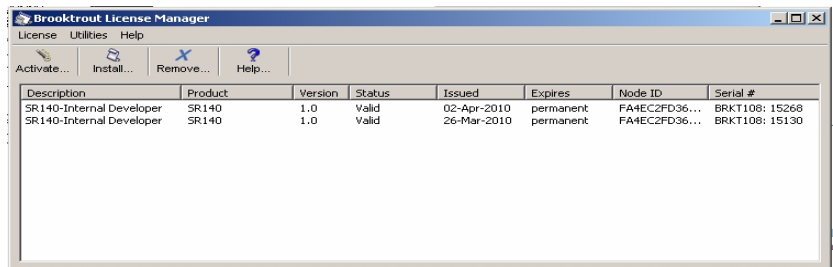 Brooktrout License Manager
License Utilities Help
Activate... Install... Remove... Help...
Description Product Version Status Issued Expires Node ID Serial #
SR140-Internal Developer SR140 1.0 Valid 02-Apr-2010 permanent FA4EC2FD36... BRKT108: 15268
SR140-Internal Developer SR140 1.0 Valid 26-Mar-2010 permanent FA4EC2FD36... BRKT108: 15130